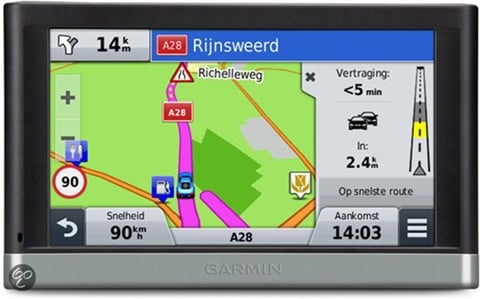 14 km
A28 Rijnsweerd
Richelleweg
A28
90
Vertraging:
<5 min
In:
2.4 km
Op snelste route
Snelheid
90 km/h
A28
Aankomst
14:03
GARMIN